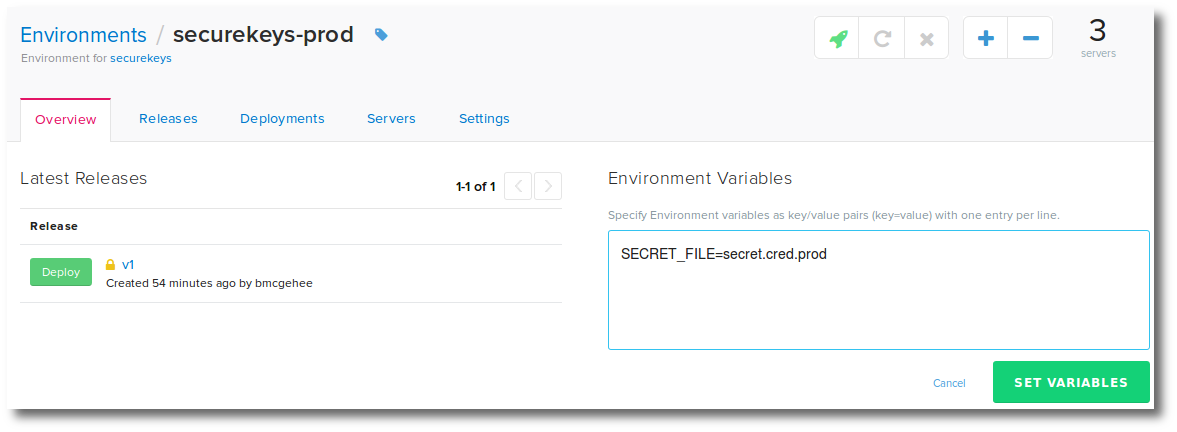 Environments / securekeys-prod
Environment for securekeys
3
servers
Overview
Releases
Deployments
Servers
Settings
Latest Releases
1-1 of 1
Release
Deploy
v1
Created 54 minutes ago by bmcgehee
Environment Variables
Specify Environment variables as key/value pairs (key=value) with one entry per line.
SECRET_FILE=secret.cred.prod
Cancel
SET VARIABLES